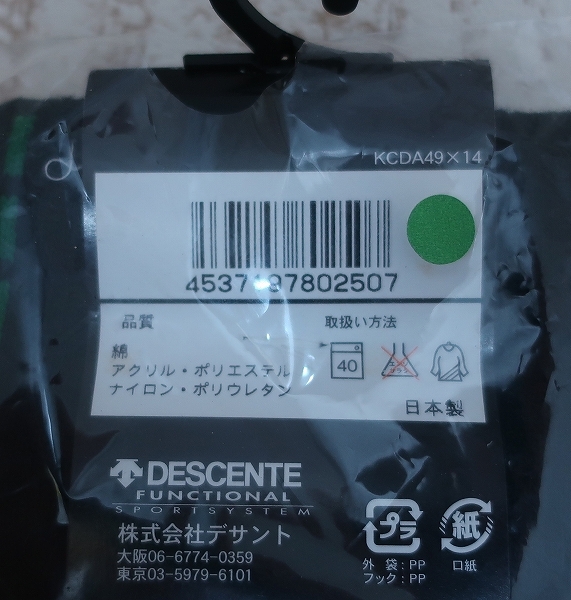 KCDA49×14
4537197802507
品質
取扱い方法
綿
アクリル・ポリエステル
ナイロン・ポリウレタン
40
日本製
DESCENTE
FUNCTIONAL
SPORTSYSTEM
株式会社デサント
大阪06-6774-0359
東京03-5979-6101
プラ
紙
外 袋 : PP
フック : PP
口紙